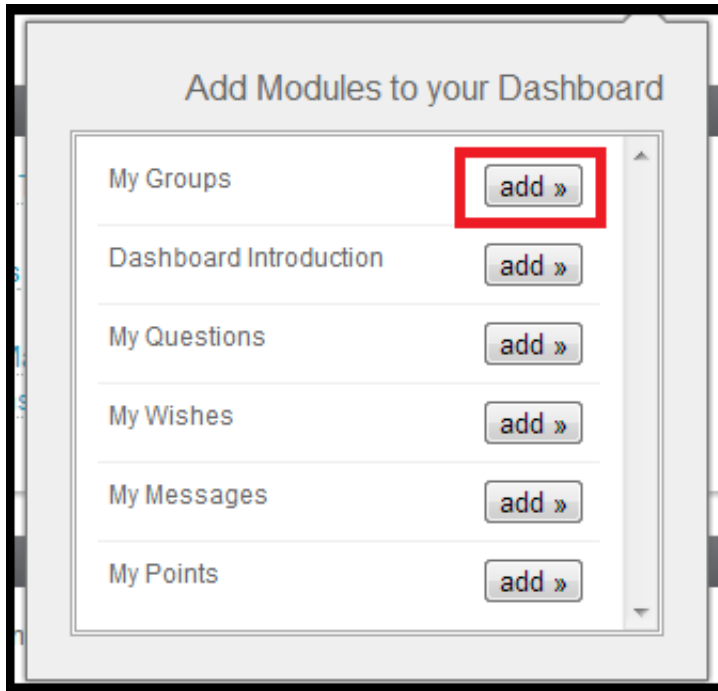 Add Modules to your Dashboard
My Groups add »
Dashboard Introduction add »
My Questions add »
My Wishes add »
My Messages add »
My Points add »